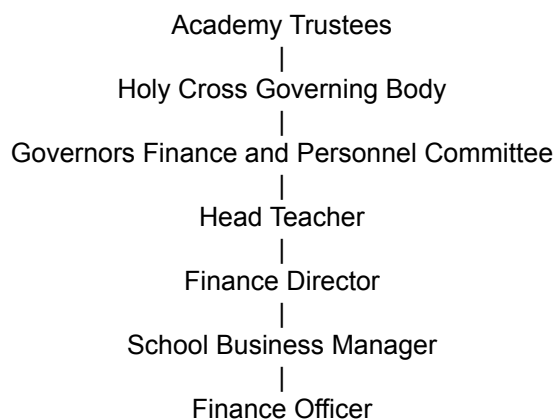 Academy Trustees
|
Holy Cross Governing Body
|
Governors Finance and Personnel Committee
|
Head Teacher
|
Finance Director
|
School Business Manager
|
Finance Officer